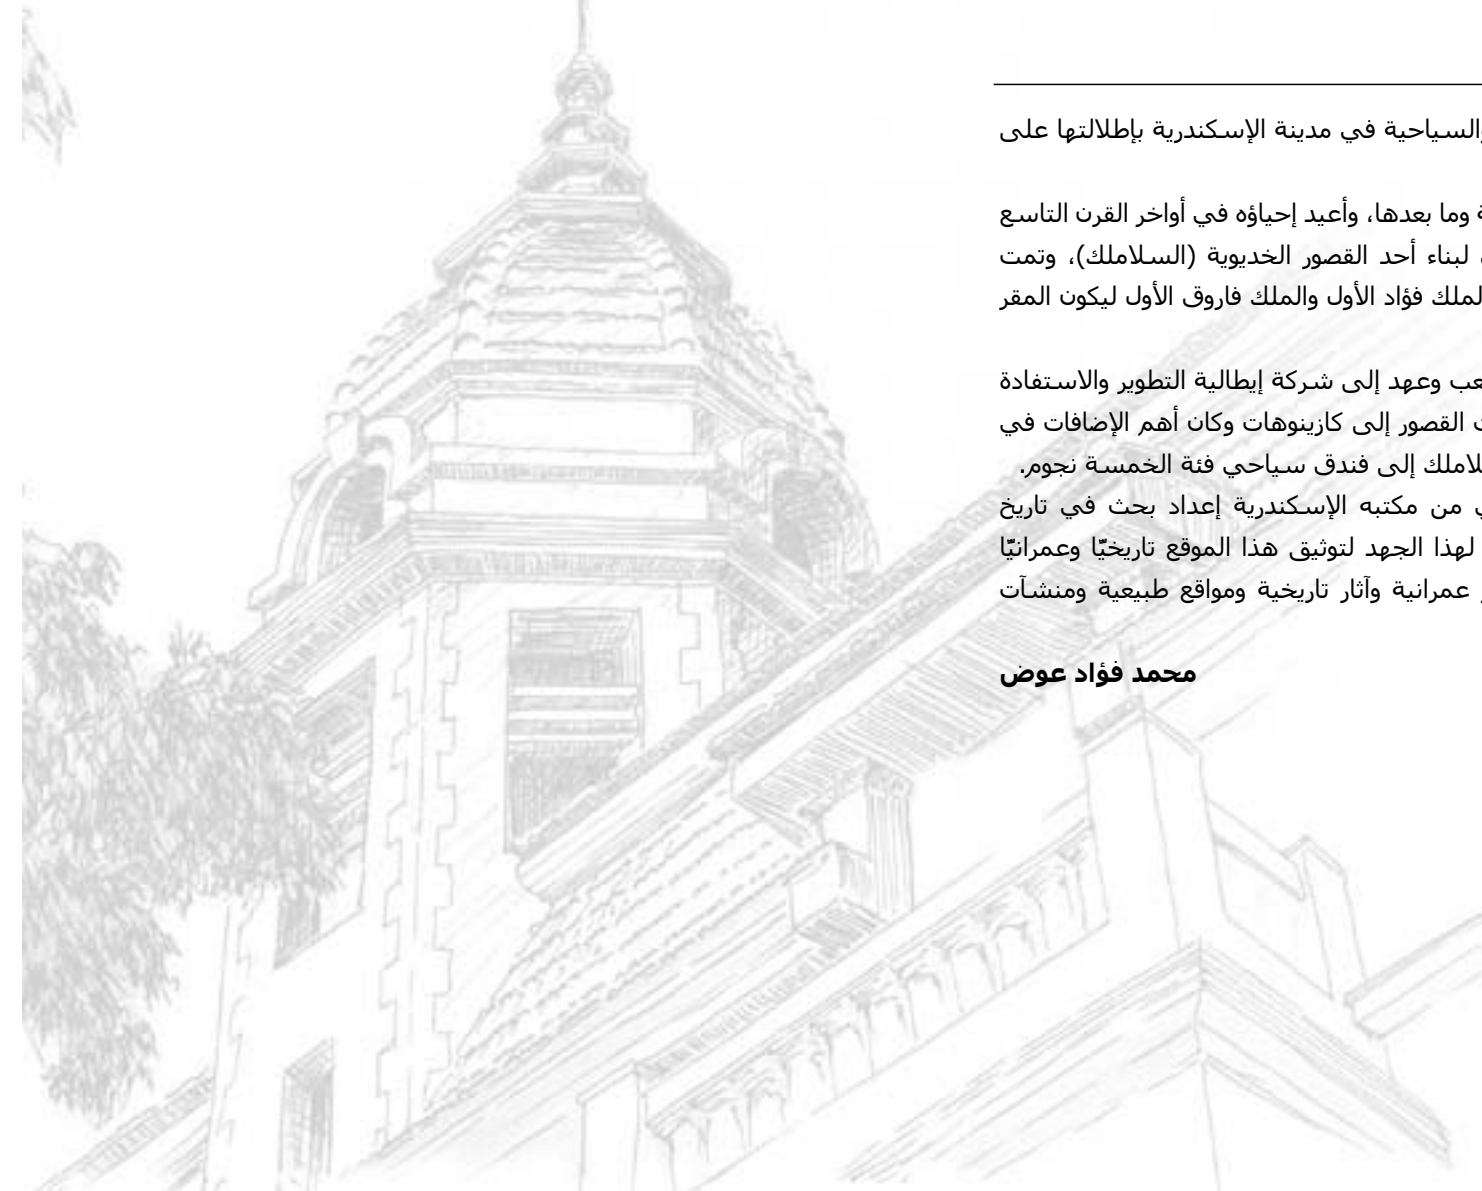 والسياحية في مدينة الإسكندرية بإطلالتها على
وما بعدها، وأعيد إحياؤه في أواخر القرن التاسع
لبناء أحد القصور الخديوية (السلاملك)، وتمت
الملك فؤاد الأول والملك فاروق الأول ليكون المقر
وعهد إلى شركة إيطالية التطوير والاستفادة
القصور إلى كازينوهات وكان أهم الإضافات في
إلى فندق سياحي فئة الخمسة نجوم.
من مكتبه الإسكندرية إعداد بحث في تاريخ
لهذا الجهد لتوثيق هذا الموقع تاريخيًّا وعمرانيًّا
عمرانية وآثار تاريخية ومواقع طبيعية ومنشآت
محمد فؤاد عوض